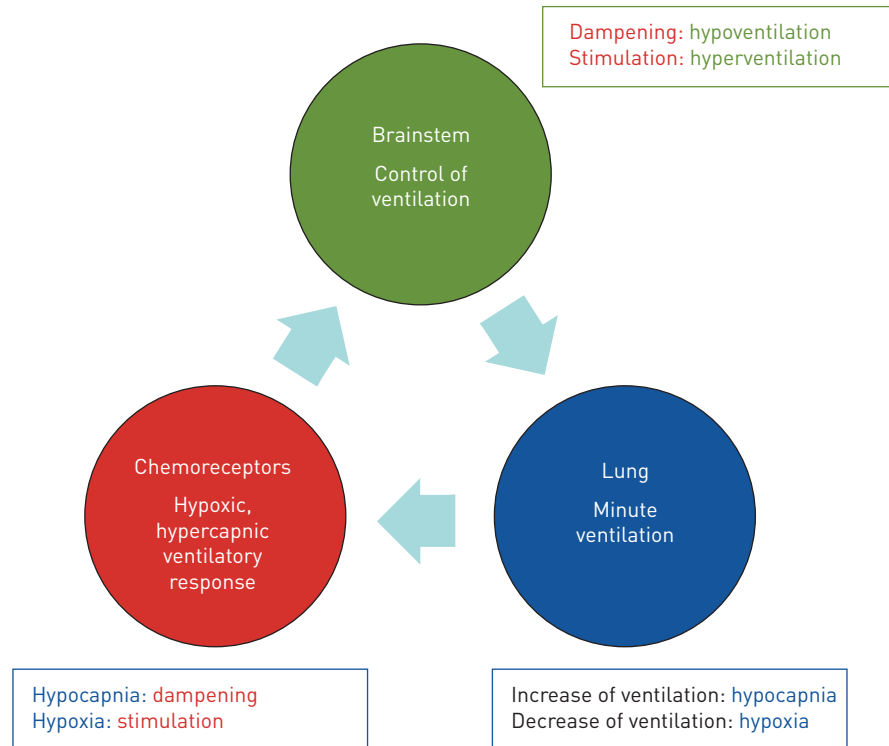 Dampening: hypoventilation
Stimulation: hyperventilation
Brainstem
Control of
ventilation
Chemoreceptors
Hypoxic,
hypercapnic
ventilatory
response
Lung
Minute
ventilation
Hypocapnia: dampening
Hypoxia: stimulation
Increase of ventilation: hypocapnia
Decrease of ventilation: hypoxia